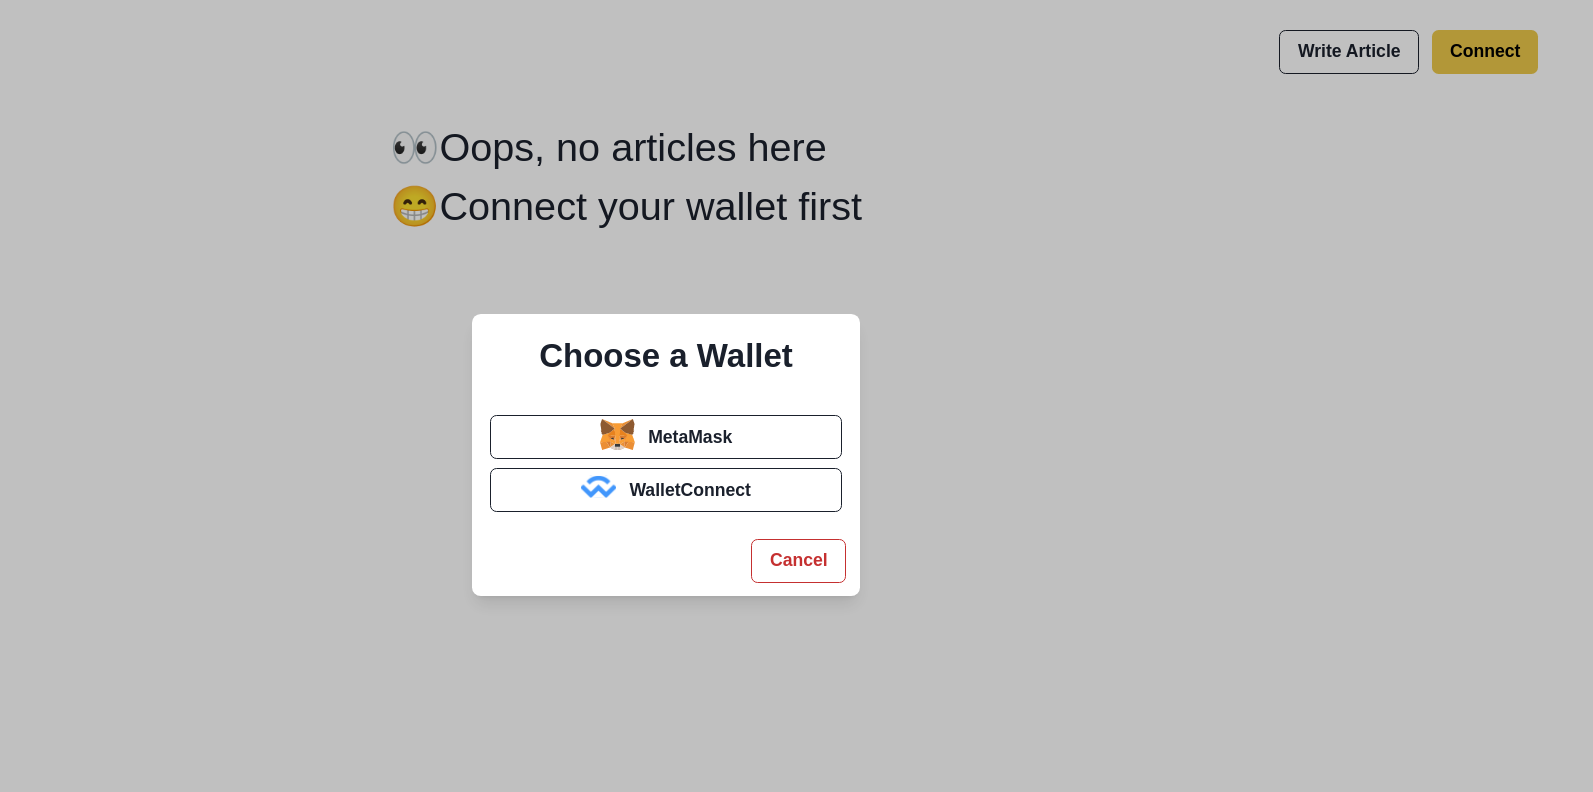 Write Article
Connect
👀Oops, no articles here
😁Connect your wallet first
Choose a Wallet
MetaMask
WalletConnect
Cancel